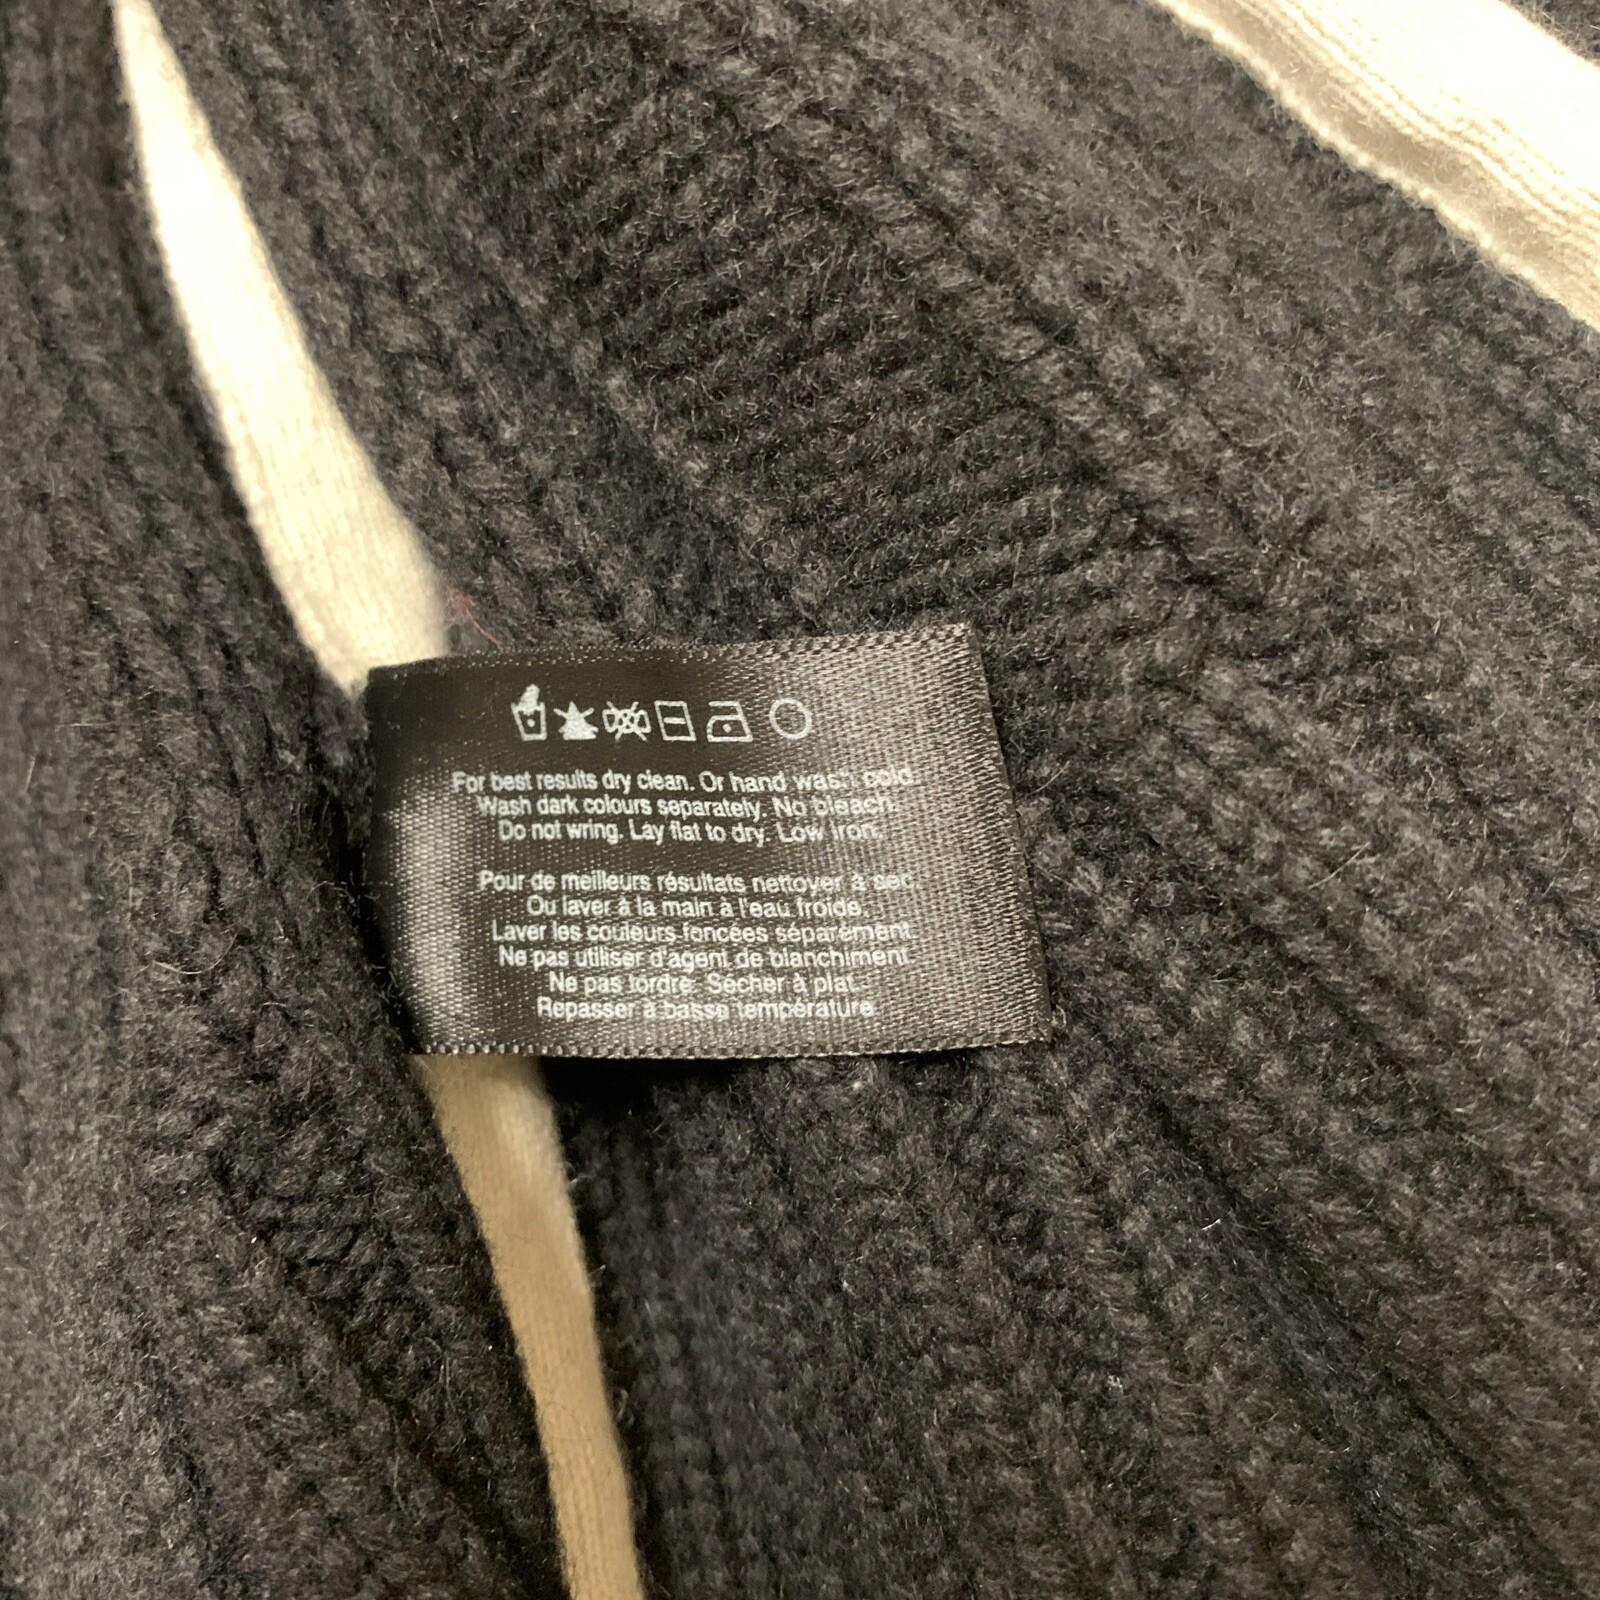 For best results dry clean. Or hand wash cold.
Wash dark colours separately. No bleach.
Do not wring. Lay flat to dry. Low iron.
Pour de meilleurs résultats nettoyer à sec.
Ou laver à la main à l'eau froide.
Laver les couleurs foncées séparément.
Ne pas utiliser d'agent de blanchiment.
Ne pas tordre. Sécher à plat.
Repasser à basse température